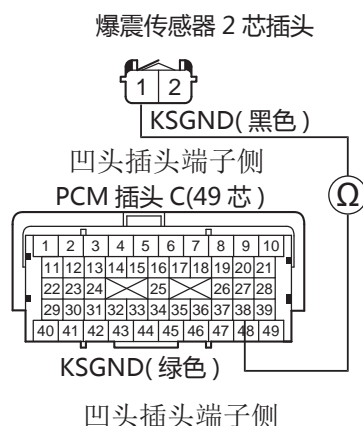 爆震传感器 2 芯插头
1 2
KSGND( 黑色 )
凹头插头端子侧
Ω
PCM 插头 C(49 芯 )
1 2 3 4 5 6 7 8 9 10
11 12 13 14 15 16 17 18 19 20 21
22 23 24 25 26 27 28
29 30 31 32 33 34 35 36 37 38 39
40 41 42 43 44 45 46 47 48 49
KSGND( 绿色 )
凹头插头端子侧